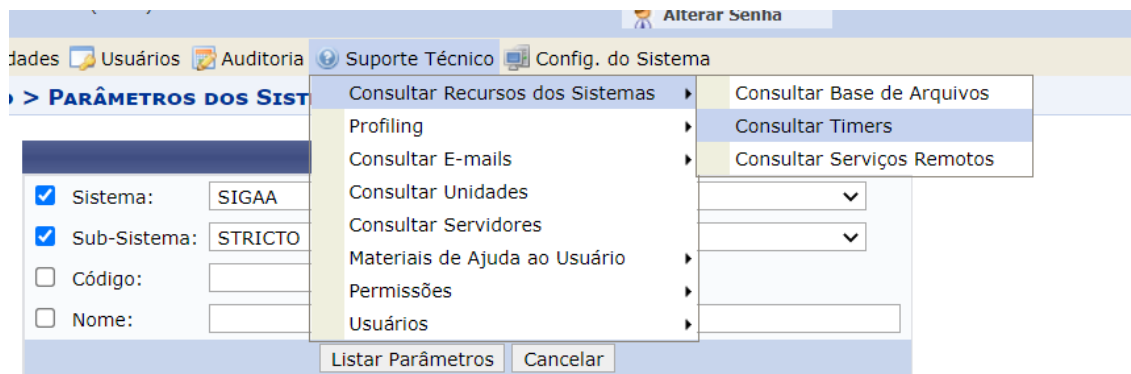 Alterar Senha
dades Usuários Auditoria Suporte Técnico Config. do Sistema
> PARÂMETROS DOS SIST
Consultar Recursos dos Sistemas
Consultar Base de Arquivos
Profiling
Consultar Timers
Consultar E-mails
Consultar Serviços Remotos
Sistema: SIGAA
Consultar Unidades
Consultar Servidores
Sub-Sistema: STRICTO
Materiais de Ajuda ao Usuário
Código:
Permissões
Nome:
Usuários
Listar Parâmetros Cancelar